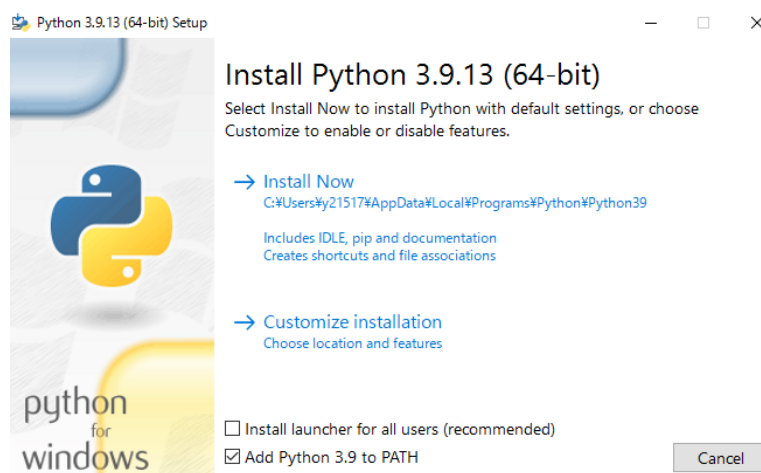 Python 3.9.13 (64-bit) Setup
Install Python 3.9.13 (64-bit)
Select Install Now to install Python with default settings, or choose
Customize to enable or disable features.
Install Now
C:¥Users¥y21517¥AppData¥Local¥Programs¥Python¥Python39
Includes IDLE, pip and documentation
Creates shortcuts and file associations
Customize installation
Choose location and features
python
for
windows
Install launcher for all users (recommended)
Add Python 3.9 to PATH
Cancel